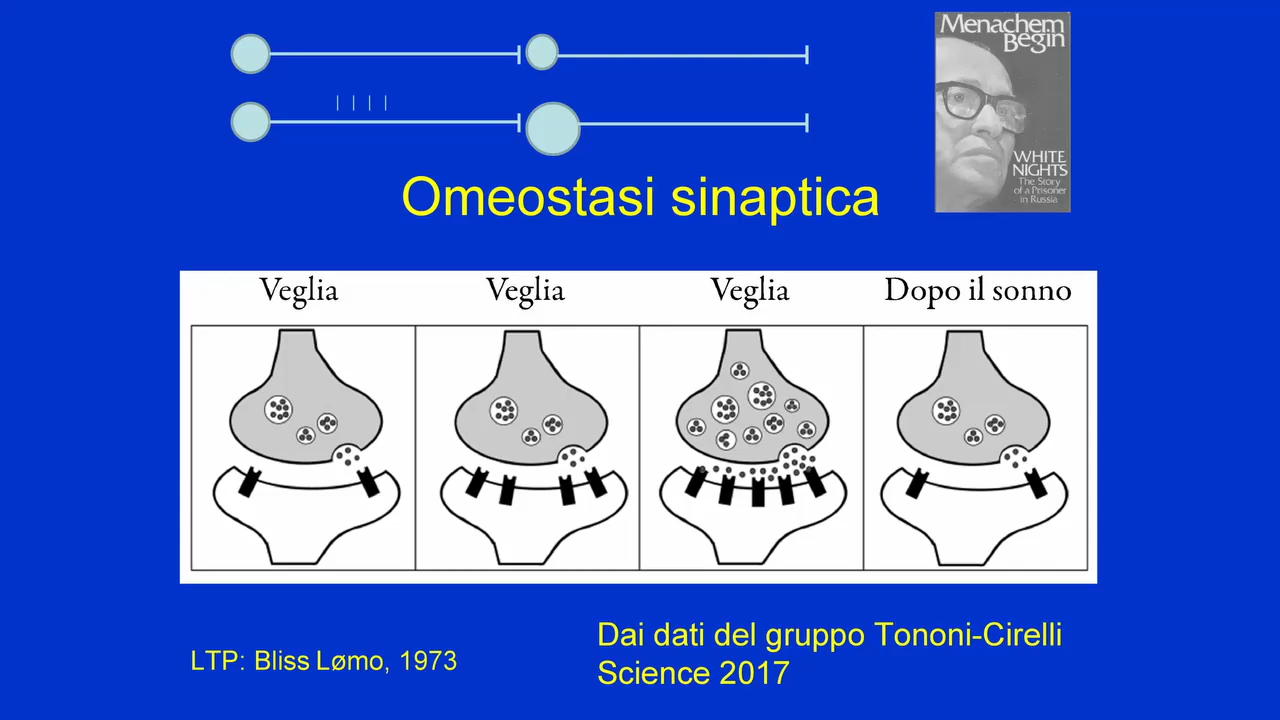 Menachem
Begin
WHITE
NIGHTS
The Story
of a Prisoner
in Russia
Omeostasi sinaptica
Veglia Veglia Veglia Dopo il sonno
Dai dati del gruppo Tononi-Cirelli
Science 2017
LTP: Bliss Lømo, 1973